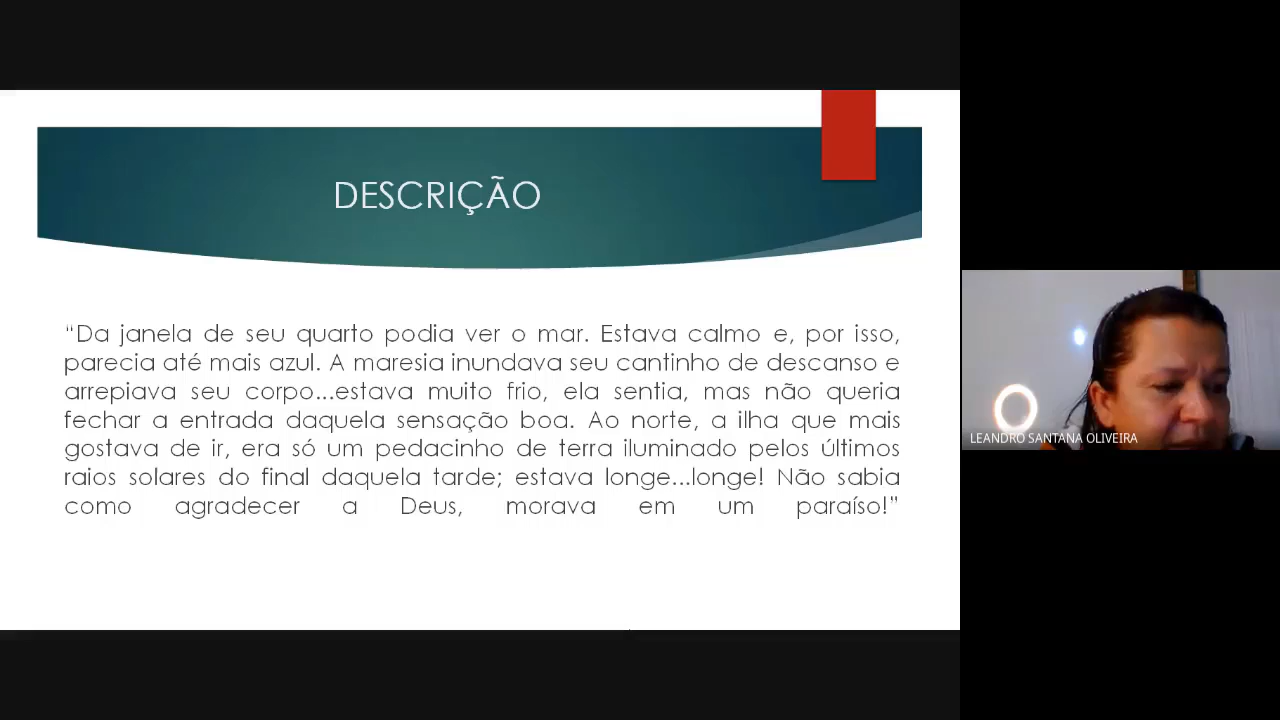 DESCRIÇÃO
“Da janela de seu quarto podia ver o mar. Estava calmo e, por isso,
parecia até mais azul. A maresia inundava seu cantinho de descanso e
arrepiava seu corpo...estava muito frio, ela sentia, mas não queria
fechar a entrada daquela sensação boa. Ao norte, a ilha que mais
gostava de ir, era só um pedacinho de terra iluminado pelos últimos
raios solares do final daquela tarde; estava longe...longe! Não sabia
como agradecer a Deus, morava em um paraíso!”
LEANDRO SANTANA OLIVEIRA